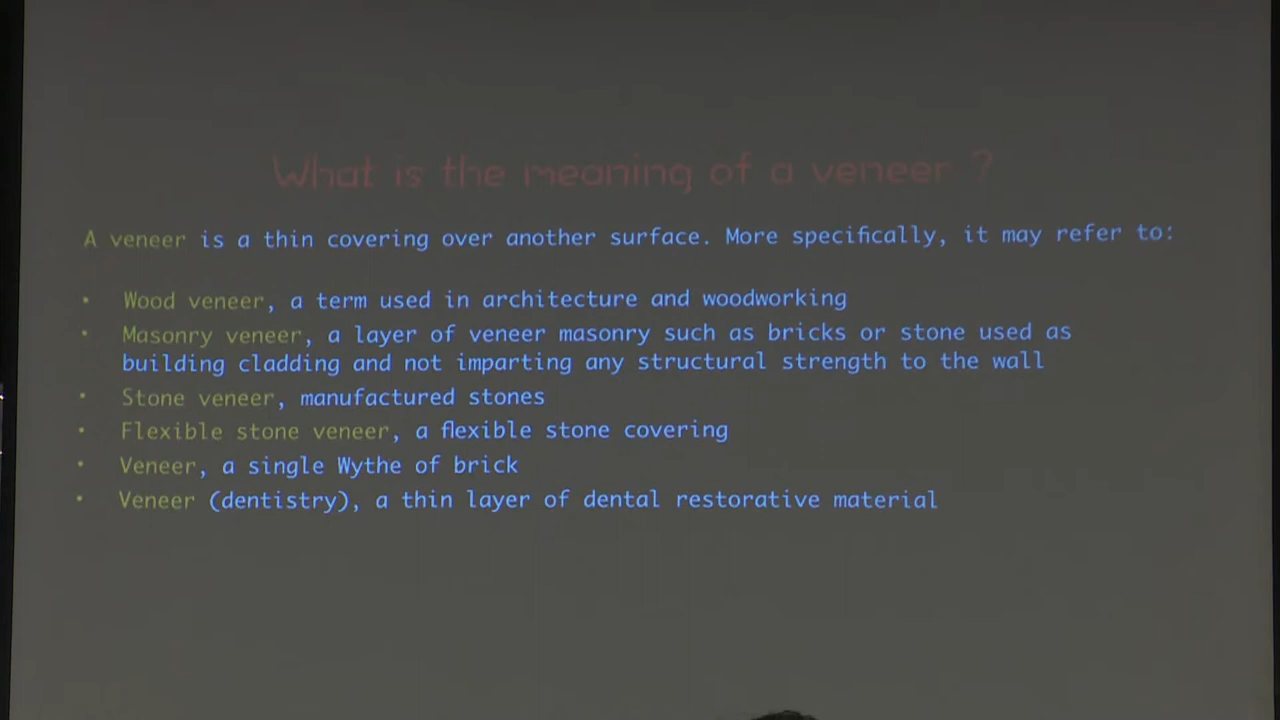 What is the meaning of a veneer ?
A veneer is a thin covering over another surface. More specifically, it may refer to:
• Wood veneer, a term used in architecture and woodworking
• Masonry veneer, a layer of veneer masonry such as bricks or stone used as
building cladding and not imparting any structural strength to the wall
• Stone veneer, manufactured stones
• Flexible stone veneer, a flexible stone covering
• Veneer, a single Wythe of brick
• Veneer (dentistry), a thin layer of dental restorative material